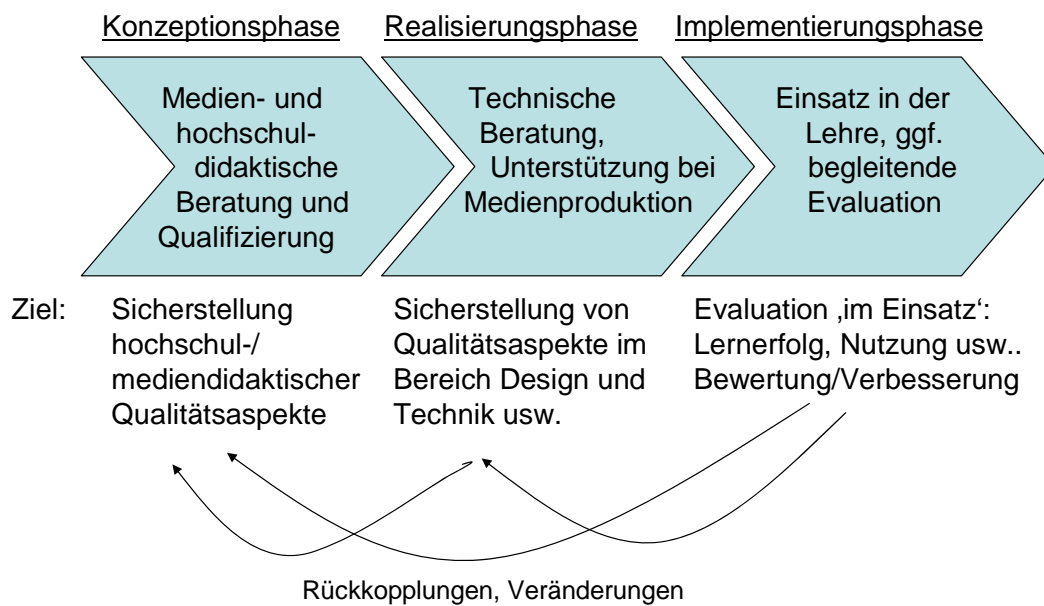 Konzeptionsphase
Realisierungsphase
Implementierungsphase
Medien- und
hochschul-
didaktische
Beratung und
Qualifizierung
Technische
Beratung,
Unterstützung bei
Medienproduktion
Einsatz in der
Lehre, ggf.
begleitende
Evaluation
Ziel:
Sicherstellung
hochschul-/
mediendidaktischer
Qualitätsaspekte
Sicherstellung von
Qualitätsaspekte im
Bereich Design und
Technik usw.
Evaluation ‚im Einsatz‘:
Lernerfolg, Nutzung usw..
Bewertung/Verbesserung
Rückkopplungen, Veränderungen